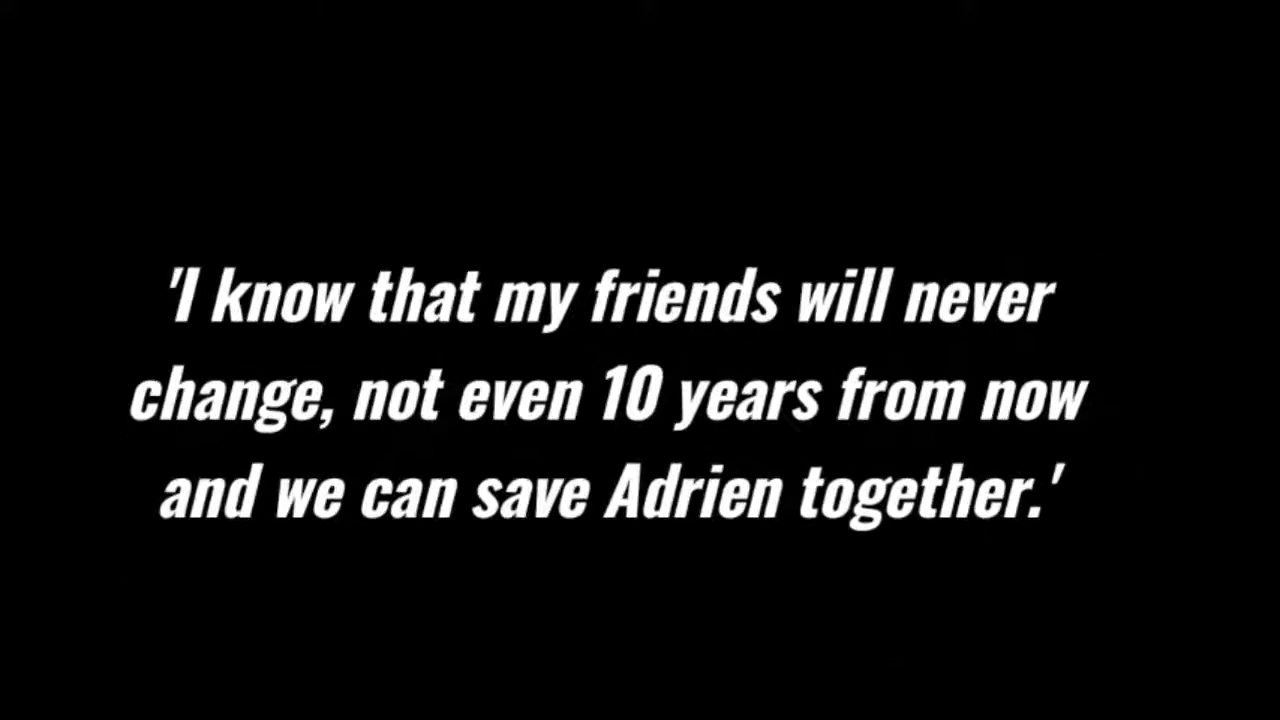 'I know that my friends will never
change, not even 10 years from now
and we can save Adrien together.'